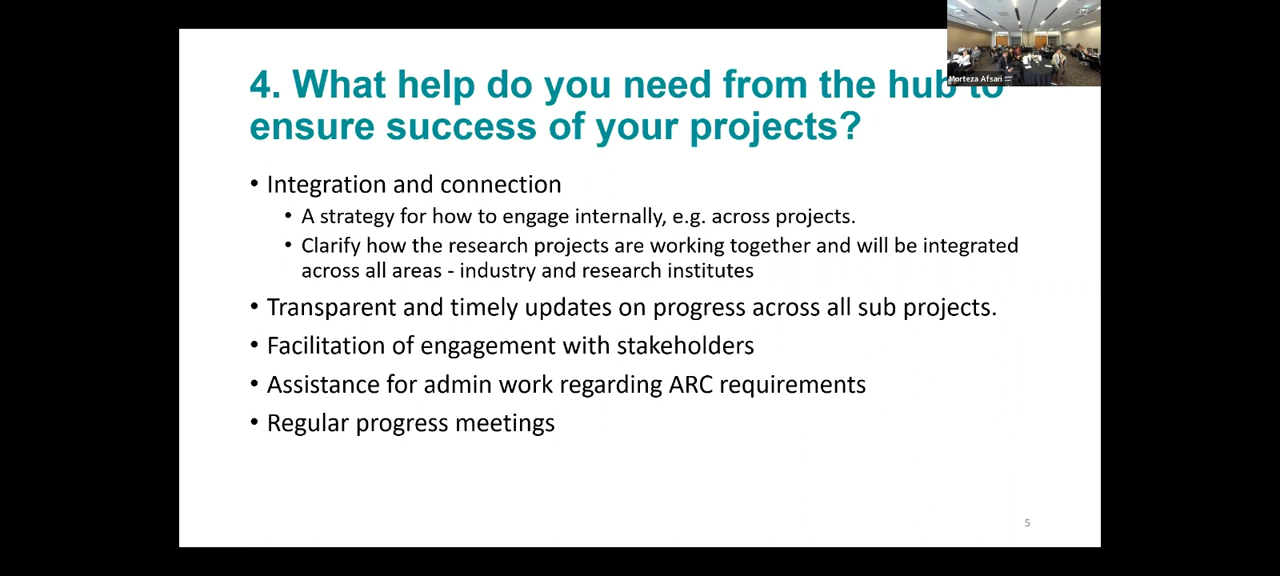 Morteza Afsari
4. What help do you need from the hub to
ensure success of your projects?
• Integration and connection
• A strategy for how to engage internally, e.g. across projects.
• Clarify how the research projects are working together and will be integrated
across all areas - industry and research institutes
• Transparent and timely updates on progress across all sub projects.
• Facilitation of engagement with stakeholders
• Assistance for admin work regarding ARC requirements
• Regular progress meetings
5